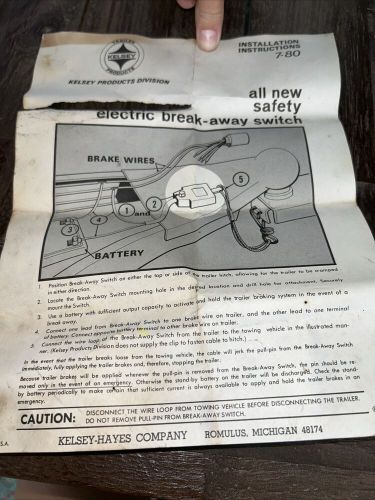 TRAILER
KELSEY
PRODUCTS
KELSEY PRODUCTS DIVISION
INSTALLATION
INSTRUCTIONS
7-80
all new
safety
electric break-away switch
BRAKE WIRES
1 and 2
5
3
4
BATTERY
1. Position Break-Away Switch on either the top or side of the trailer hitch, allowing for the trailer to be cramped
in either direction.
2. Locate the Break-Away Switch mounting hole in the desired location and drill hole for attachment. Securely
mount the Switch.
3. Use a battery with sufficient output capacity to activate and hold the trailer braking system in the event of a
break away.
4. Connect one lead from Break-Away Switch to one brake wire on trailer, and the other lead to one terminal
of battery. Connect opposite battery terminal to other brake wire on trailer.
5. Connect the wire loop of the Break-Away Switch from the trailer to the towing vehicle in the illustrated man-
ner. (Kelsey Products Division does not supply the clip to fasten cable to hitch.)
In the event that the trailer breaks loose from the towing vehicle, the cable will jerk the pull-pin from the Break-Away Switch
immediately, fully applying the trailer brakes and, therefore, stopping the trailer.
Because trailer brakes will be applied whenever the pull-pin is removed from the Break-Away Switch, the pin should be re-
moved only in the event of an emergency. Otherwise the stand-by battery on the trailer will be discharged. Check the stand-
by battery periodically to make certain that sufficient current is always available to apply and hold the trailer brakes in an
emergency.
CAUTION: DISCONNECT THE WIRE LOOP FROM TOWING VEHICLE BEFORE DISCONNECTING THE TRAILER.
DO NOT REMOVE PULL-PIN FROM BREAK-AWAY SWITCH.
S.A. KELSEY-HAYES COMPANY ROMULUS, MICHIGAN 48174